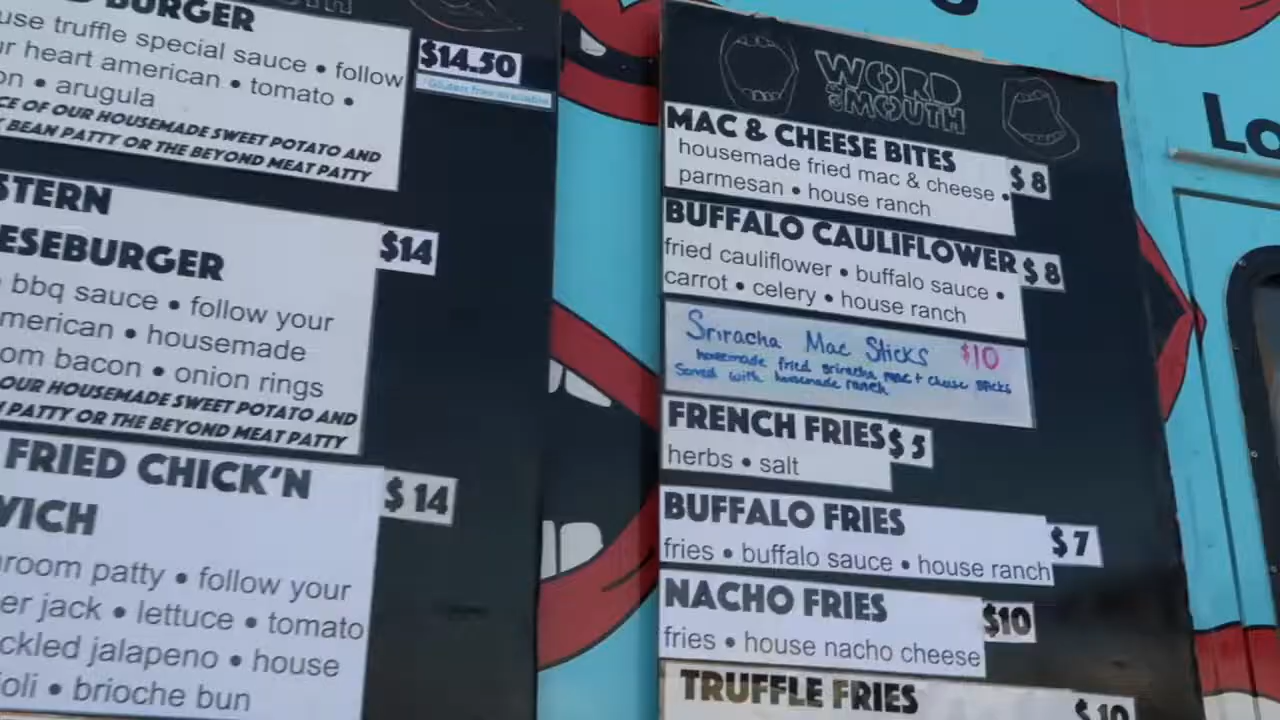 BURGER
use truffle special sauce • follow
ur heart american • tomato •
on • arugula
CE OF OUR HOUSEMADE SWEET POTATO AND
BEAN PATTY OR THE BEYOND MEAT PATTY
$14.50
Gluten free available
STERN
ESEBURGER
$14
bbq sauce • follow your
merican • housemade
om bacon • onion rings
OUR HOUSEMADE SWEET POTATO AND
PATTY OR THE BEYOND MEAT PATTY
FRIED CHICK'N
WICH
$14
room patty • follow your
er jack • lettuce • tomato
ckled jalapeno • house
oli • brioche bun
WORD
OF MOUTH
MAC & CHEESE BITES
$8
housemade fried mac & cheese •
parmesan • house ranch
BUFFALO CAULIFLOWER
$8
fried cauliflower • buffalo sauce •
carrot • celery • house ranch
Sriracha Mac Sticks $10
housemade fried sriracha mac + cheese sticks
Served with housemade ranch
FRENCH FRIES
$5
herbs • salt
BUFFALO FRIES
$7
fries • buffalo sauce • house ranch
NACHO FRIES
$10
fries • house nacho cheese
TRUFFLE FRIES
$10
Lo